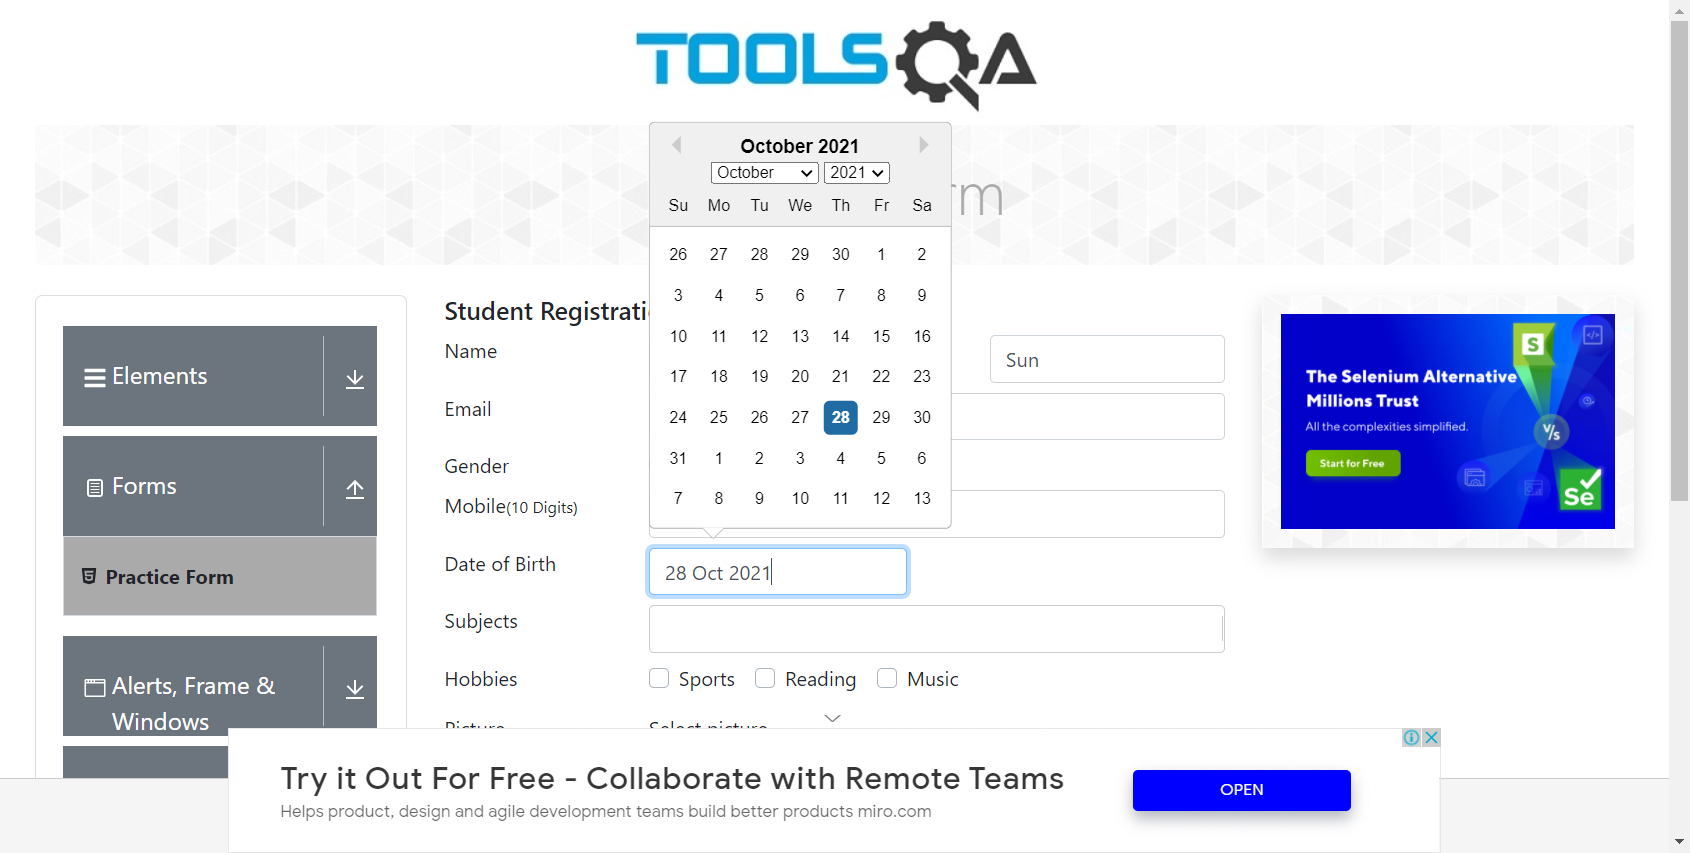 TOOLSQA
October 2021
October 2021
Su Mo Tu We Th Fr Sa
26 27 28 29 30 1 2
3 4 5 6 7 8 9
10 11 12 13 14 15 16
17 18 19 20 21 22 23
24 25 26 27 28 29 30
31 1 2 3 4 5 6
7 8 9 10 11 12 13
rm
Elements
Forms
Practice Form
Alerts, Frame &
Windows
Student Registrati
Name
Sun
Email
Gender
Mobile(10 Digits)
Date of Birth
28 Oct 2021
Subjects
Hobbies
Sports Reading Music
Picture
Select picture
The Selenium Alternative
Millions Trust
All the complexities simplified.
Start for Free
S
</>
V/s
Se
Try it Out For Free - Collaborate with Remote Teams
Helps product, design and agile development teams build better products miro.com
OPEN